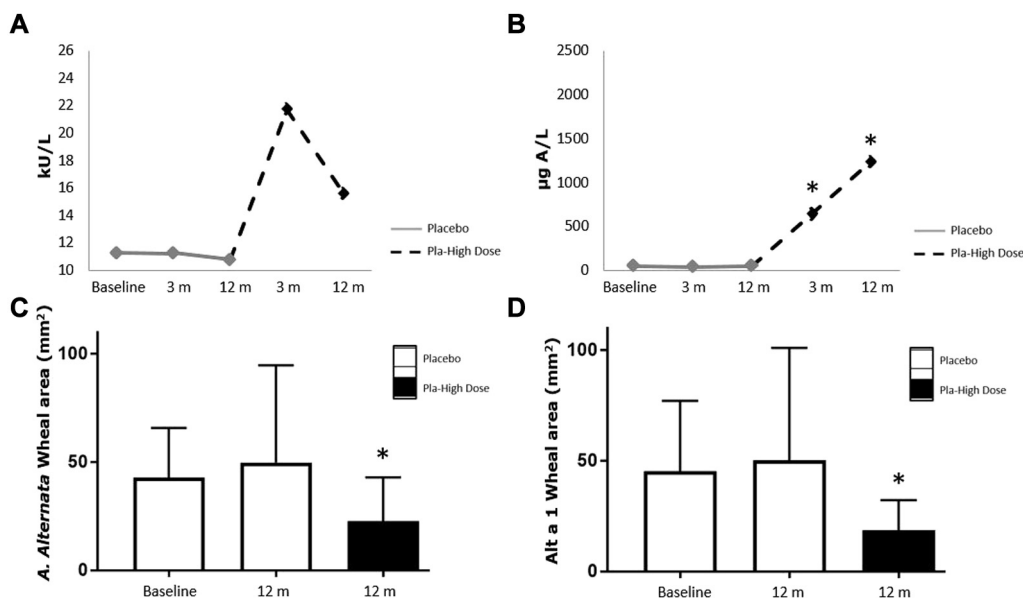 A
26
24
22
20
18
16
14
12
10
kU/L
Baseline
3 m
12 m
3 m
12 m
Placebo
Pla-High Dose
B
2500
2000
1500
1000
500
0
µg A/L
*
*
Baseline
3 m
12 m
3 m
12 m
Placebo
Pla-High Dose
C
A. Alternata Wheal area (mm²)
100
50
0
*
Baseline
12 m
12 m
Placebo
Pla-High Dose
D
Alt a 1 Wheal area (mm²)
100
50
0
*
Baseline
12 m
12 m
Placebo
Pla-High Dose